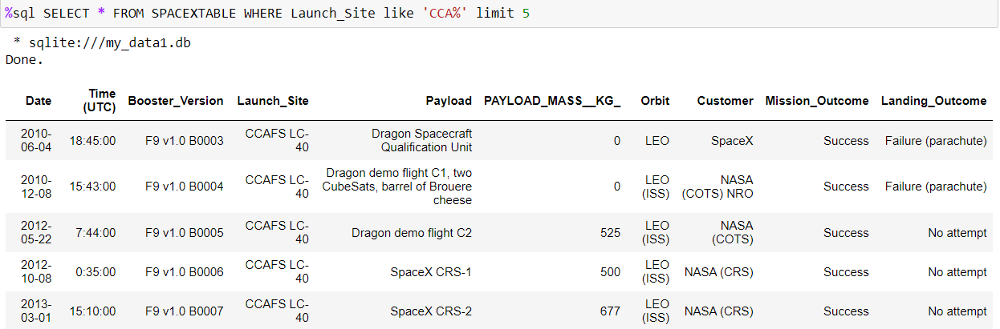 %sql SELECT * FROM SPACEXTABLE WHERE Launch_Site like 'CCA%' limit 5
* sqlite:///my_data1.db
Done.
Date Time (UTC) Booster_Version Launch_Site Payload PAYLOAD_MASS__KG_ Orbit Customer Mission_Outcome Landing_Outcome
2010-06-04 18:45:00 F9 v1.0 B0003 CCAFS LC-40 Dragon Spacecraft Qualification Unit 0 LEO SpaceX Success Failure (parachute)
2010-12-08 15:43:00 F9 v1.0 B0004 CCAFS LC-40 Dragon demo flight C1, two CubeSats, barrel of Brouere cheese 0 LEO (ISS) NASA (COTS) NRO Success Failure (parachute)
2012-05-22 7:44:00 F9 v1.0 B0005 CCAFS LC-40 Dragon demo flight C2 525 LEO (ISS) NASA (COTS) Success No attempt
2012-10-08 0:35:00 F9 v1.0 B0006 CCAFS LC-40 SpaceX CRS-1 500 LEO (ISS) NASA (CRS) Success No attempt
2013-03-01 15:10:00 F9 v1.0 B0007 CCAFS LC-40 SpaceX CRS-2 677 LEO (ISS) NASA (CRS) Success No attempt